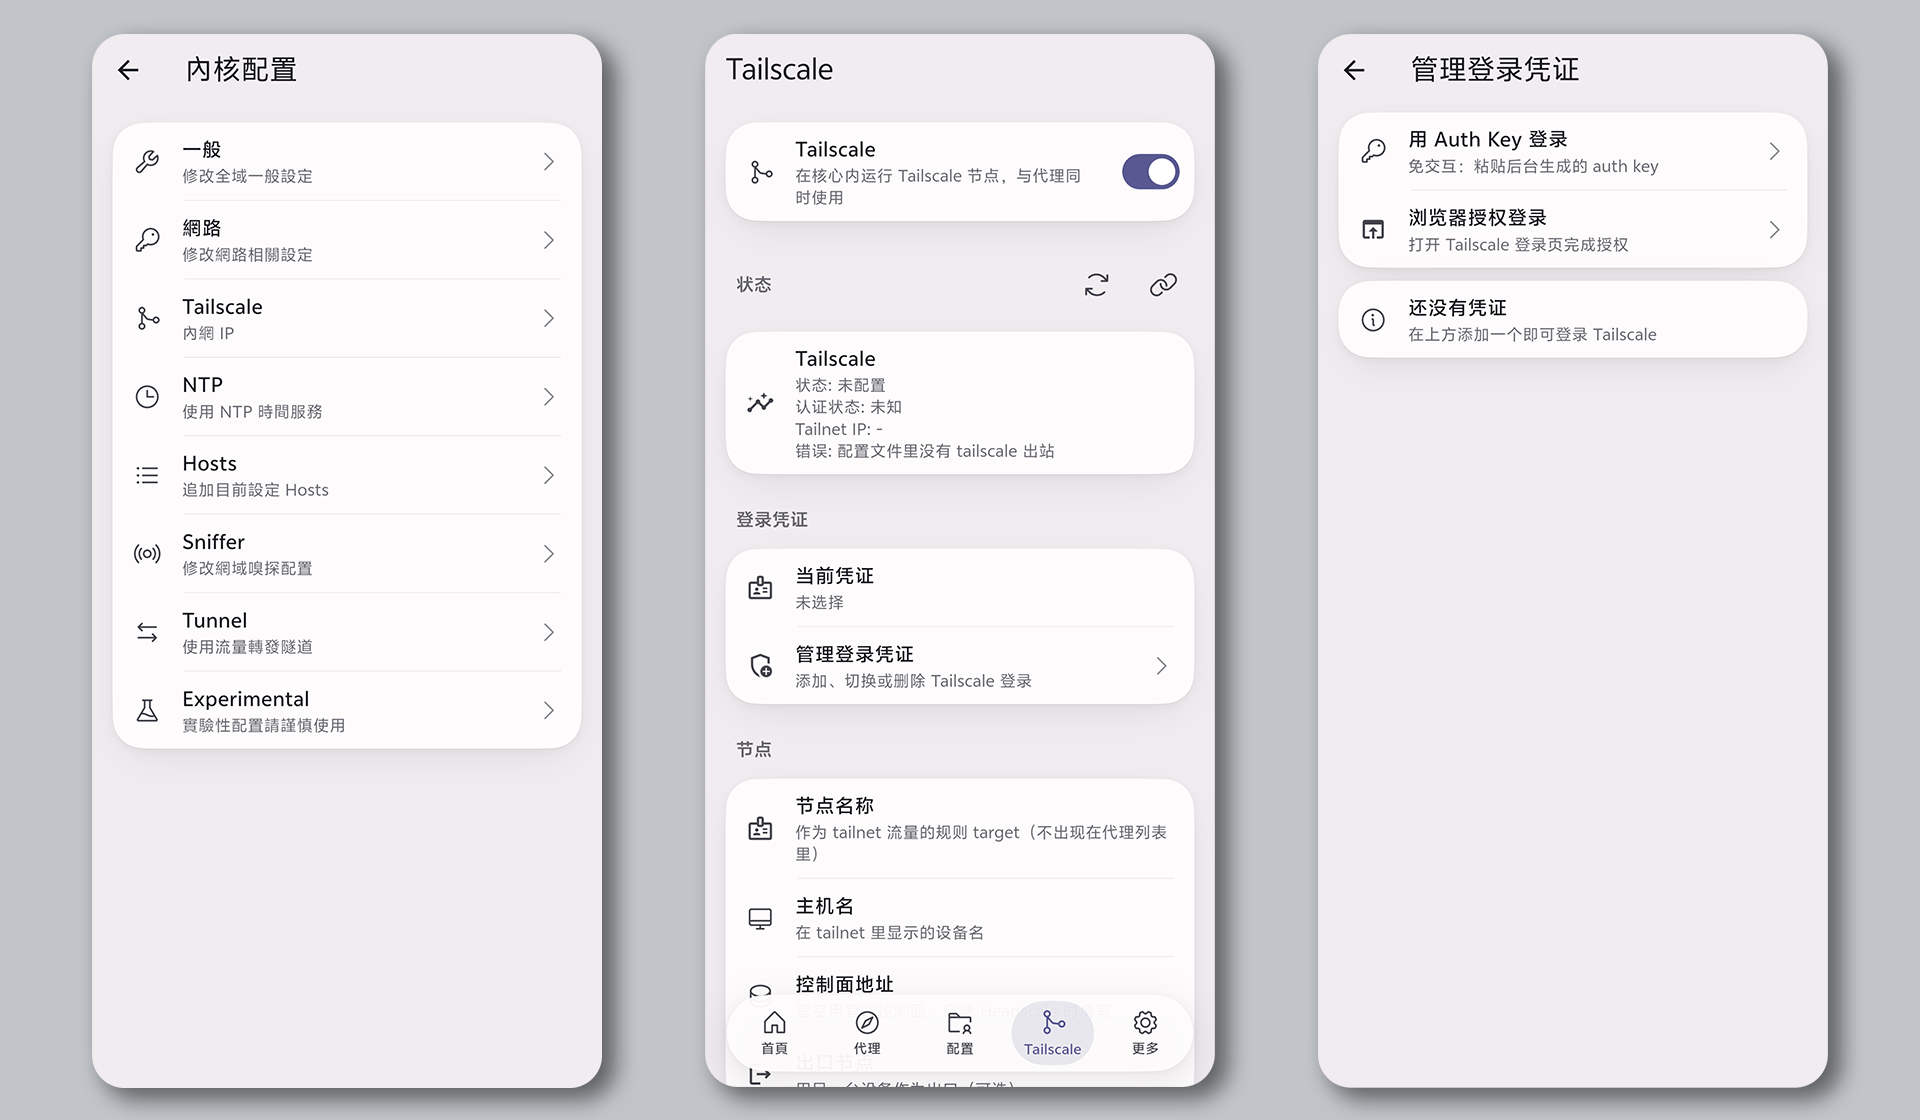 內核配置
一般
修改全域一般設定
網路
修改網路相關設定
Tailscale
內網 IP
NTP
使用 NTP 時間服務
Hosts
追加目前設定 Hosts
Sniffer
修改網域嗅探配置
Tunnel
使用流量轉發隧道
Experimental
實驗性配置請謹慎使用
Tailscale
Tailscale
在核心内运行 Tailscale 节点，与代理同
时使用
状态
Tailscale
状态: 未配置
认证状态: 未知
Tailnet IP: -
错误: 配置文件里没有 tailscale 出站
登录凭证
当前凭证
未选择
管理登录凭证
添加、切换或删除 Tailscale 登录
节点
节点名称
作为 tailnet 流量的规则 target（不出现在代理列表
里）
主机名
在 tailnet 里显示的设备名
控制面地址
出口节点
首頁
代理
配置
Tailscale
更多
管理登录凭证
用 Auth Key 登录
免交互：粘贴后台生成的 auth key
浏览器授权登录
打开 Tailscale 登录页完成授权
还没有凭证
在上方添加一个即可登录 Tailscale